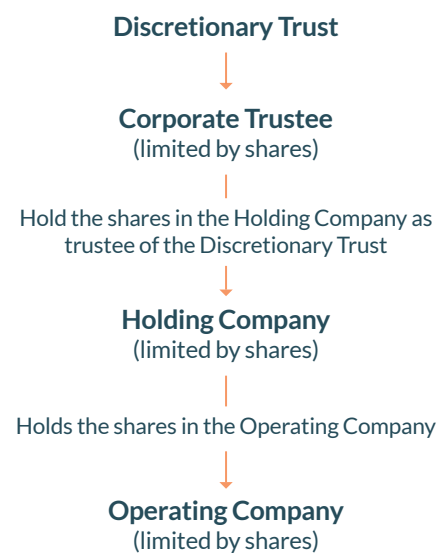 Discretionary Trust
Corporate Trustee
(limited by shares)
Hold the shares in the Holding Company as
trustee of the Discretionary Trust
Holding Company
(limited by shares)
Holds the shares in the Operating Company
Operating Company
(limited by shares)